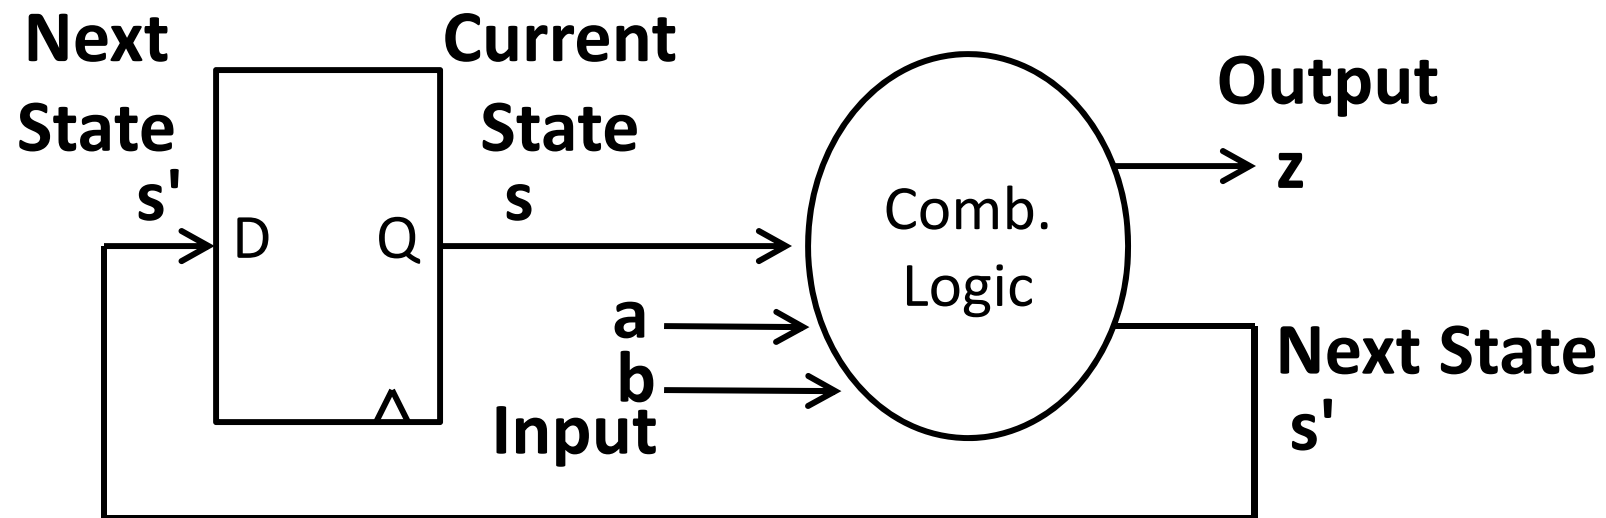 Next
State
s'
D
Q
Current
State
s
a
b
Input
Comb.
Logic
Output
z
Next State
s'